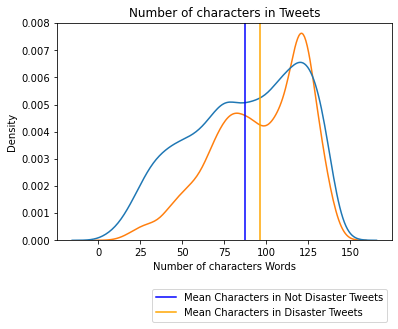 Number of characters in Tweets
0.008
0.007
0.006
0.005
0.004
0.003
0.002
0.001
0.000
Density
0 25 50 75 100 125 150
Number of characters Words
Mean Characters in Not Disaster Tweets
Mean Characters in Disaster Tweets